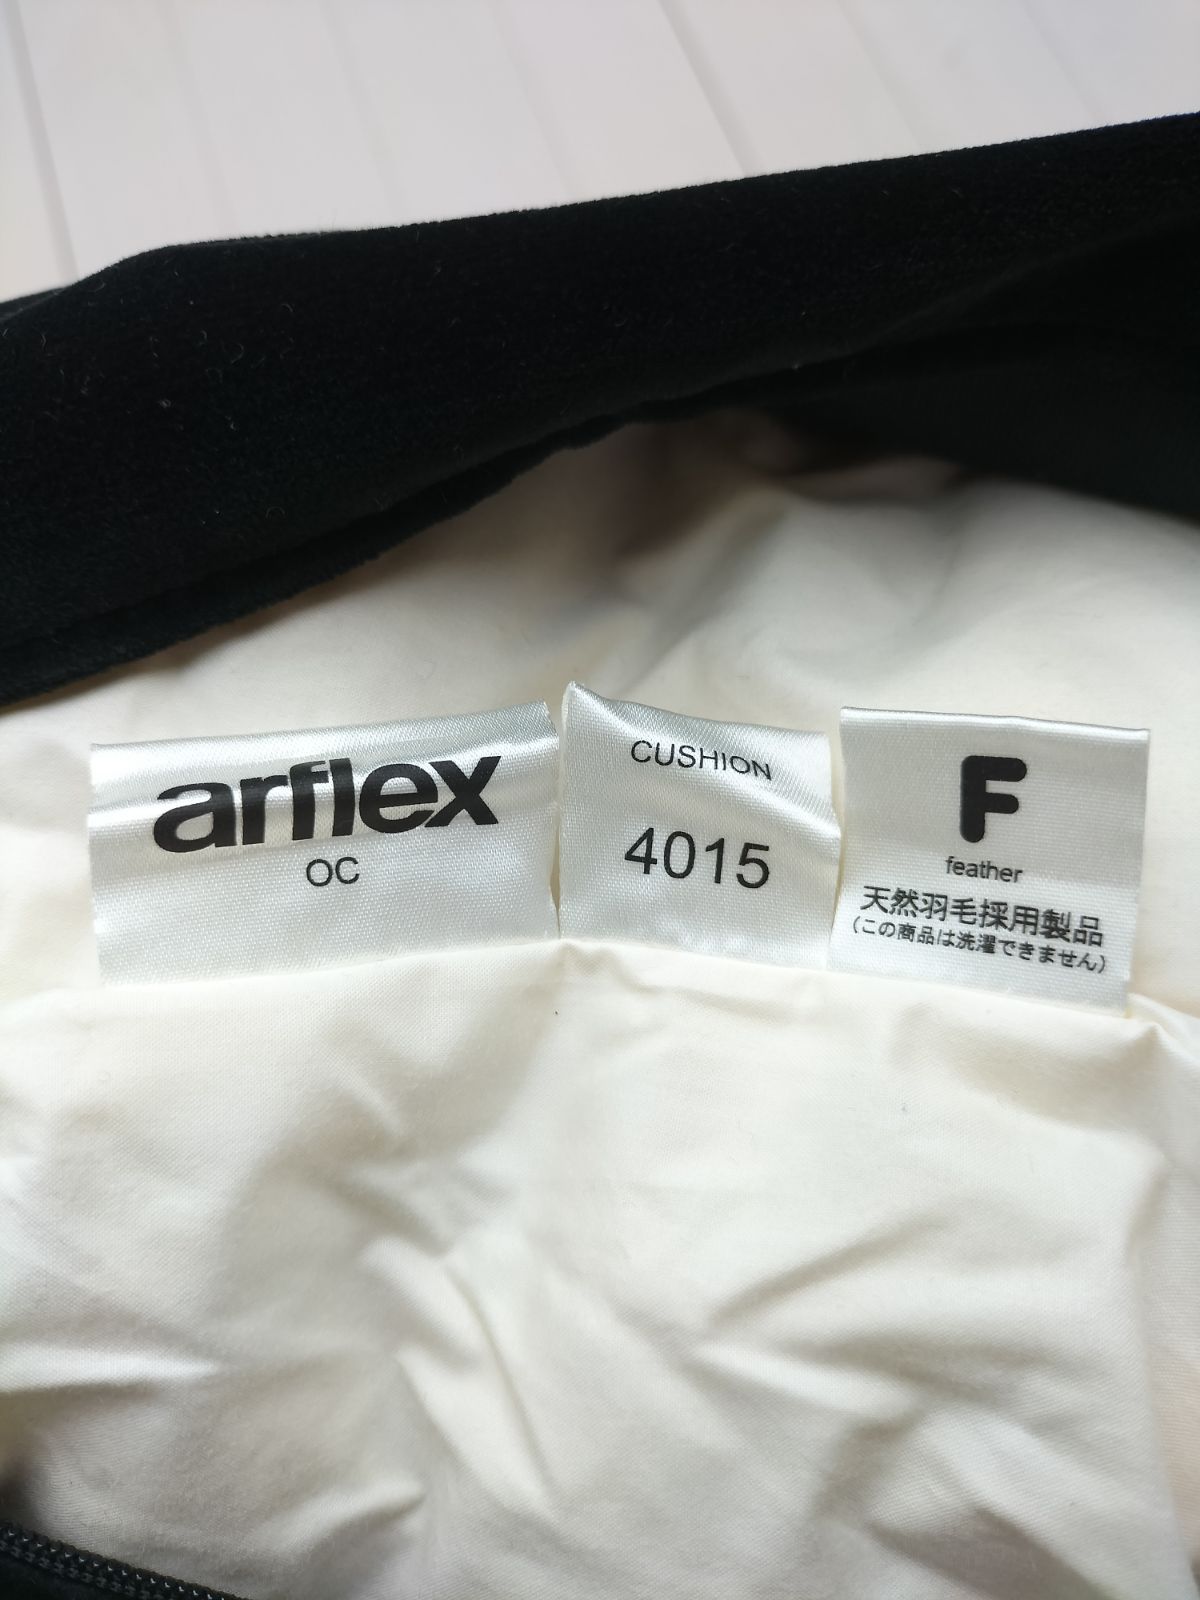 arflex
OC
CUSHION
4015
F
feather
天然羽毛採用製品
(この商品は洗濯できません)